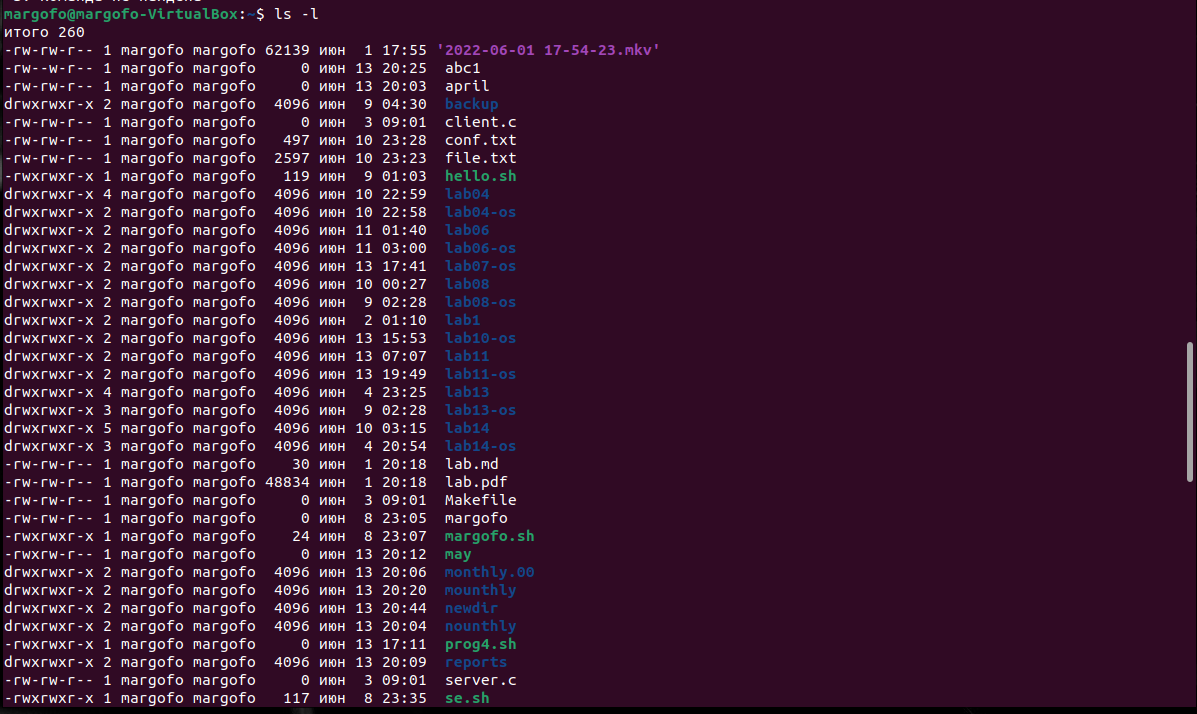 margofo@margofo-VirtualBox:~$ ls -l
итого 260
-rw-rw-r-- 1 margofo margofo 62139 июн  1 17:55 '2022-06-01 17-54-23.mkv'
-rw--w-r-- 1 margofo margofo     0 июн 13 20:25  abc1
-rw-rw-r-- 1 margofo margofo     0 июн 13 20:03  april
drwxrwxr-x 2 margofo margofo  4096 июн  9 04:30  backup
-rw-rw-r-- 1 margofo margofo     0 июн  3 09:01  client.c
-rw-rw-r-- 1 margofo margofo   497 июн 10 23:28  conf.txt
-rw-rw-r-- 1 margofo margofo  2597 июн 10 23:23  file.txt
-rwxrwxr-x 1 margofo margofo   119 июн  9 01:03  hello.sh
drwxrwxr-x 4 margofo margofo  4096 июн 10 22:59  lab04
drwxrwxr-x 2 margofo margofo  4096 июн 10 22:58  lab04-os
drwxrwxr-x 2 margofo margofo  4096 июн 11 01:40  lab06
drwxrwxr-x 2 margofo margofo  4096 июн 11 03:00  lab06-os
drwxrwxr-x 2 margofo margofo  4096 июн 13 17:41  lab07-os
drwxrwxr-x 2 margofo margofo  4096 июн 10 00:27  lab08
drwxrwxr-x 2 margofo margofo  4096 июн  9 02:28  lab08-os
drwxrwxr-x 2 margofo margofo  4096 июн  2 01:10  lab1
drwxrwxr-x 2 margofo margofo  4096 июн 13 15:53  lab10-os
drwxrwxr-x 2 margofo margofo  4096 июн 13 07:07  lab11
drwxrwxr-x 2 margofo margofo  4096 июн 13 19:49  lab11-os
drwxrwxr-x 4 margofo margofo  4096 июн  4 23:25  lab13
drwxrwxr-x 3 margofo margofo  4096 июн  9 02:28  lab13-os
drwxrwxr-x 5 margofo margofo  4096 июн 10 03:15  lab14
drwxrwxr-x 3 margofo margofo  4096 июн  4 20:54  lab14-os
-rw-rw-r-- 1 margofo margofo    30 июн  1 20:18  lab.md
-rw-rw-r-- 1 margofo margofo 48834 июн  1 20:18  lab.pdf
-rw-rw-r-- 1 margofo margofo     0 июн  3 09:01  Makefile
-rw-rw-r-- 1 margofo margofo     0 июн  8 23:05  margofo
-rwxrwxr-x 1 margofo margofo    24 июн  8 23:07  margofo.sh
-rwxrw-r-- 1 margofo margofo     0 июн 13 20:12  may
drwxrwxr-x 2 margofo margofo  4096 июн 13 20:06  monthly.00
drwxrwxr-x 2 margofo margofo  4096 июн 13 20:20  mounthly
drwxrwxr-x 2 margofo margofo  4096 июн 13 20:44  newdir
drwxrwxr-x 2 margofo margofo  4096 июн 13 20:04  nounthly
-rwxrwxr-x 1 margofo margofo     0 июн 13 17:11  prog4.sh
drwxrwxr-x 2 margofo margofo  4096 июн 13 20:09  reports
-rw-rw-r-- 1 margofo margofo     0 июн  3 09:01  server.c
-rwxrwxr-x 1 margofo margofo   117 июн  8 23:35  se.sh